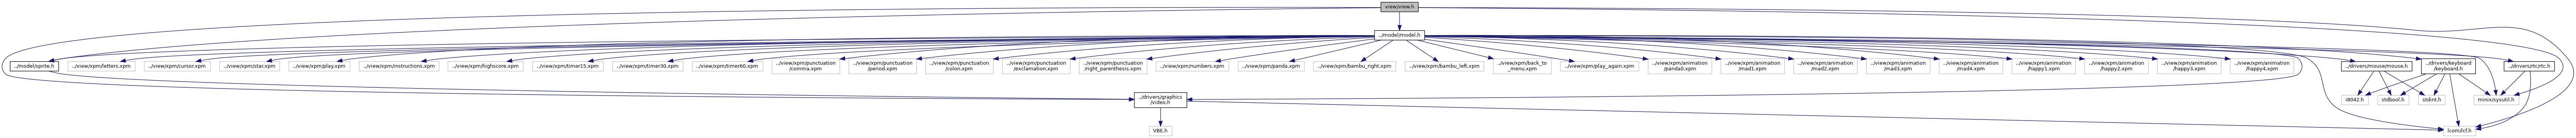 view/view.h
../model/model.h
../model/sprite.h
../view/xpm/letters.xpm
../view/xpm/cursor.xpm
../view/xpm/star.xpm
../view/xpm/play.xpm
../view/xpm/instructions.xpm
../view/xpm/highscore.xpm
../view/xpm/timer15.xpm
../view/xpm/timer30.xpm
../view/xpm/timer60.xpm
../view/xpm/punctuation
/comma.xpm
../view/xpm/punctuation
/period.xpm
../view/xpm/punctuation
/colon.xpm
../view/xpm/punctuation
/exclamation.xpm
../view/xpm/punctuation
/right_parenthesis.xpm
../view/xpm/numbers.xpm
../view/xpm/panda.xpm
../view/xpm/bambu_right.xpm
../view/xpm/bambu_left.xpm
../view/xpm/back_to
_menu.xpm
../view/xpm/play_again.xpm
../view/xpm/animation
/panda0.xpm
../view/xpm/animation
/mad1.xpm
../view/xpm/animation
/mad2.xpm
../view/xpm/animation
/mad3.xpm
../view/xpm/animation
/mad4.xpm
../view/xpm/animation
/happy1.xpm
../view/xpm/animation
/happy2.xpm
../view/xpm/animation
/happy3.xpm
../view/xpm/animation
/happy4.xpm
../drivers/mouse/mouse.h
../drivers/keyboard
/keyboard.h
../drivers/rtc/rtc.h
../drivers/graphics
/video.h
i8042.h
stdbool.h
stdint.h
minix/sysutil.h
VBE.h
lcom/lcf.h